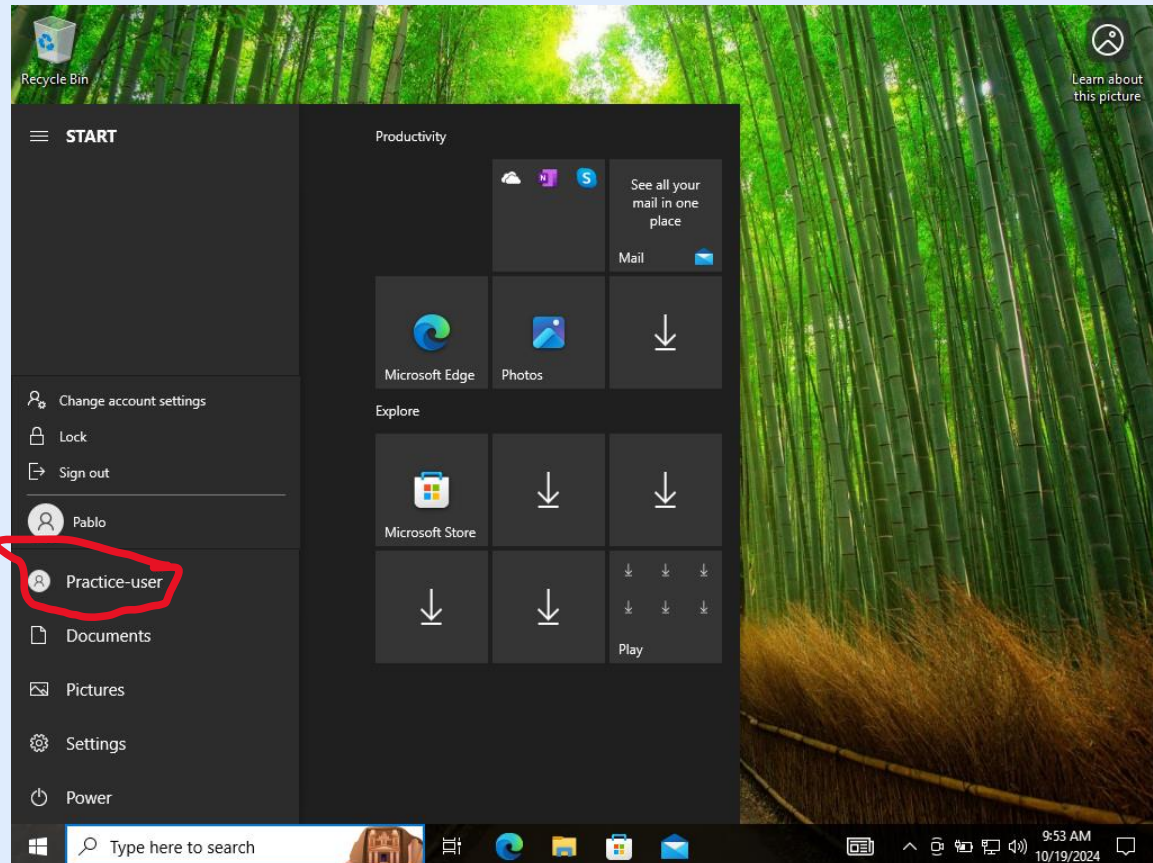 Recycle Bin
Learn about
this picture
START
Change account settings
Lock
Sign out
Pablo
Practice-user
Documents
Pictures
Settings
Power
Productivity
N
S
See all your
mail in one
place
Mail
Microsoft Edge
Photos
Explore
Microsoft Store
Play
Type here to search
9:53 AM
10/19/2024